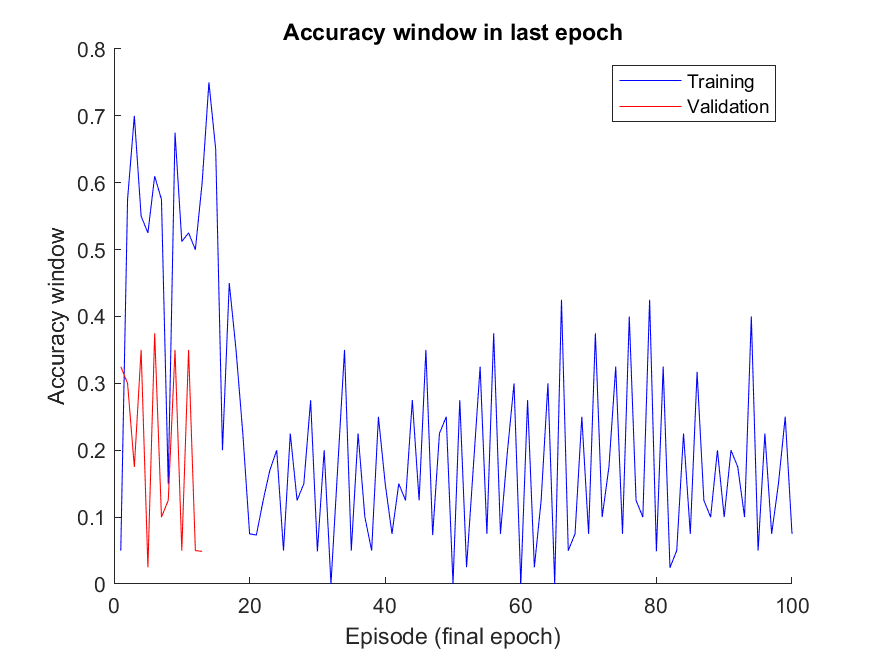 Accuracy window in last epoch
Training
Validation
0.8
0.7
0.6
0.5
0.4
0.3
0.2
0.1
0
Accuracy window
0 20 40 60 80 100
Episode (final epoch)